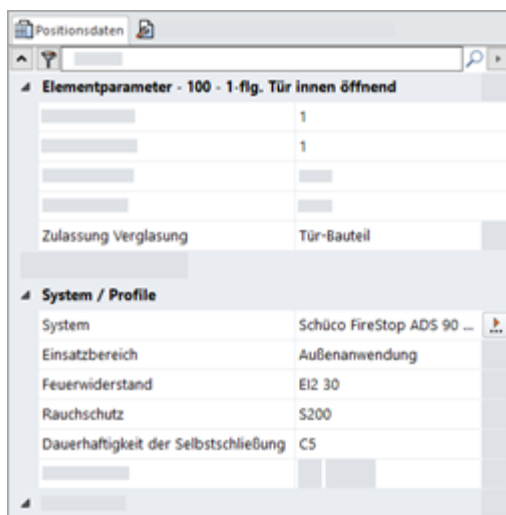 Positionsdaten
Elementparameter - 100 - 1-flg. Tür innen öffnend
1
1
Zulassung Verglasung Tür-Bauteil
System / Profile
System Schüco FireStop ADS 90 ...
Einsatzbereich Außenanwendung
Feuerwiderstand EI2 30
Rauchschutz S200
Dauerhaftigkeit der Selbstschließung C5